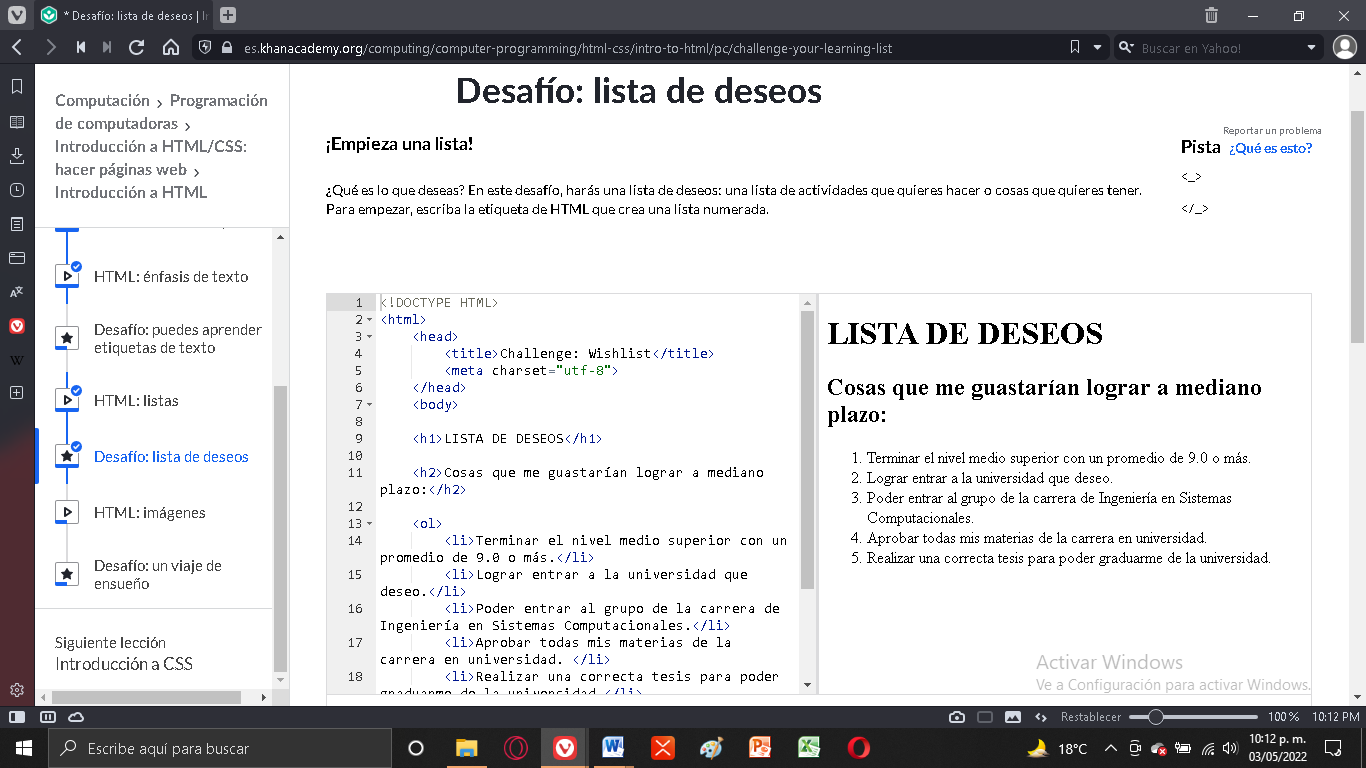 * Desafío: lista de deseos | I
es.khanacademy.org/computing/computer-programming/html-css/intro-to-html/pc/challenge-your-learning-list
Buscar en Yahoo!
Computación > Programación
de computadoras >
Introducción a HTML/CSS:
hacer páginas web >
Introducción a HTML
HTML: énfasis de texto
Desafío: puedes aprender
etiquetas de texto
HTML: listas
Desafío: lista de deseos
HTML: imágenes
Desafío: un viaje de
ensueño
Siguiente lección
Introducción a CSS
Desafío: lista de deseos
¡Empieza una lista!
¿Qué es lo que deseas? En este desafío, harás una lista de deseos: una lista de actividades que quieres hacer o cosas que quieres tener.
Para empezar, escriba la etiqueta de HTML que crea una lista numerada.
Reportar un problema
Pista ¿Qué es esto?
<_>
</_>
1 <!DOCTYPE HTML>
2 <html>
3 <head>
4 <title>Challenge: Wishlist</title>
5 <meta charset="utf-8">
6 </head>
7 <body>
8
9 <h1>LISTA DE DESEOS</h1>
10
11 <h2>Cosas que me guastarían lograr a mediano
plazo:</h2>
12
13 <ol>
14 <li>Terminar el nivel medio superior con un
promedio de 9.0 o más.</li>
15 <li>Lograr entrar a la universidad que
deseo.</li>
16 <li>Poder entrar al grupo de la carrera de
Ingeniería en Sistemas Computacionales.</li>
17 <li>Aprobar todas mis materias de la
carrera en universidad. </li>
18 <li>Realizar una correcta tesis para poder
graduarme de la universidad.</li>
LISTA DE DESEOS
Cosas que me guastarían lograr a mediano
plazo:
1. Terminar el nivel medio superior con un promedio de 9.0 o más.
2. Lograr entrar a la universidad que deseo.
3. Poder entrar al grupo de la carrera de Ingeniería en Sistemas
Computacionales.
4. Aprobar todas mis materias de la carrera en universidad.
5. Realizar una correcta tesis para poder graduarme de la universidad.
Activar Windows
Ve a Configuración para activar Windows.
Restablecer 100 % 10:12 PM
Escribe aquí para buscar
18°C
10:12 p. m.
03/05/2022